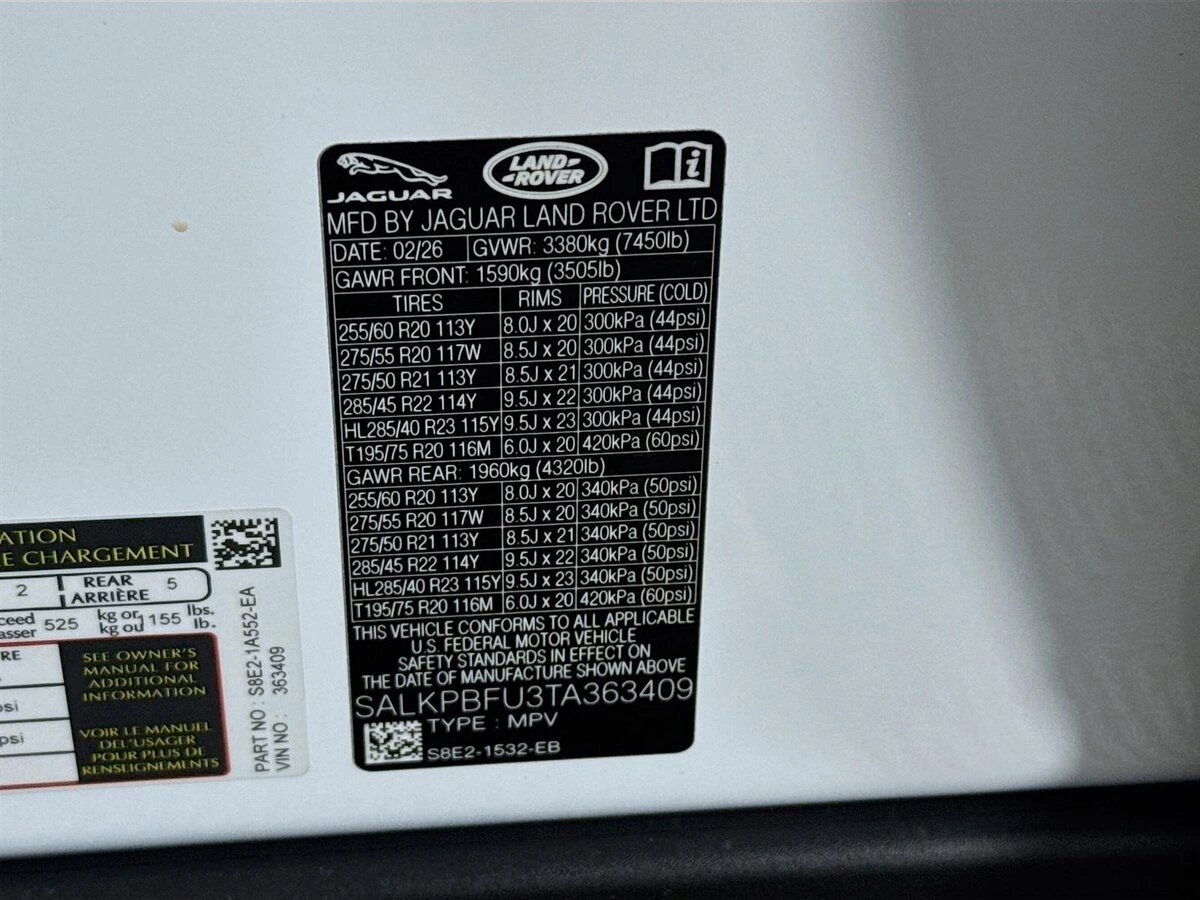 JAGUAR
LAND-
-ROVER
i
MFD BY JAGUAR LAND ROVER LTD
DATE: 02/26 GVWR: 3380kg (7450lb)
GAWR FRONT: 1590kg (3505lb)
TIRES RIMS PRESSURE (COLD)
255/60 R20 113Y 8.0J x 20 300kPa (44psi)
275/55 R20 117W 8.5J x 20 300kPa (44psi)
275/50 R21 113Y 8.5J x 21 300kPa (44psi)
285/45 R22 114Y 9.5J x 22 300kPa (44psi)
HL285/40 R23 115Y 9.5J x 23 300kPa (44psi)
T195/75 R20 116M 6.0J x 20 420kPa (60psi)
GAWR REAR: 1960kg (4320lb)
255/60 R20 113Y 8.0J x 20 340kPa (50psi)
275/55 R20 117W 8.5J x 20 340kPa (50psi)
275/50 R21 113Y 8.5J x 21 340kPa (50psi)
285/45 R22 114Y 9.5J x 22 340kPa (50psi)
HL285/40 R23 115Y 9.5J x 23 340kPa (50psi)
T195/75 R20 116M 6.0J x 20 420kPa (60psi)
THIS VEHICLE CONFORMS TO ALL APPLICABLE
U.S. FEDERAL MOTOR VEHICLE
SAFETY STANDARDS IN EFFECT ON
THE DATE OF MANUFACTURE SHOWN ABOVE
SALKPBFU3TA363409
TYPE : MPV
S8E2-1532-EB
ATION
E CHARGEMENT
2 REAR 5
ARRIÈRE
ceed 525 kg or 1155 lbs.
asser kg ou lb.
RE
psi
psi
SEE OWNER'S
MANUAL FOR
ADDITIONAL
INFORMATION
VOIR LE MANUEL
DEL'USAGER
POUR PLUS DE
RENSEIGNEMENTS
PART NO : S8E2-1A552-EA
VIN NO : 363409